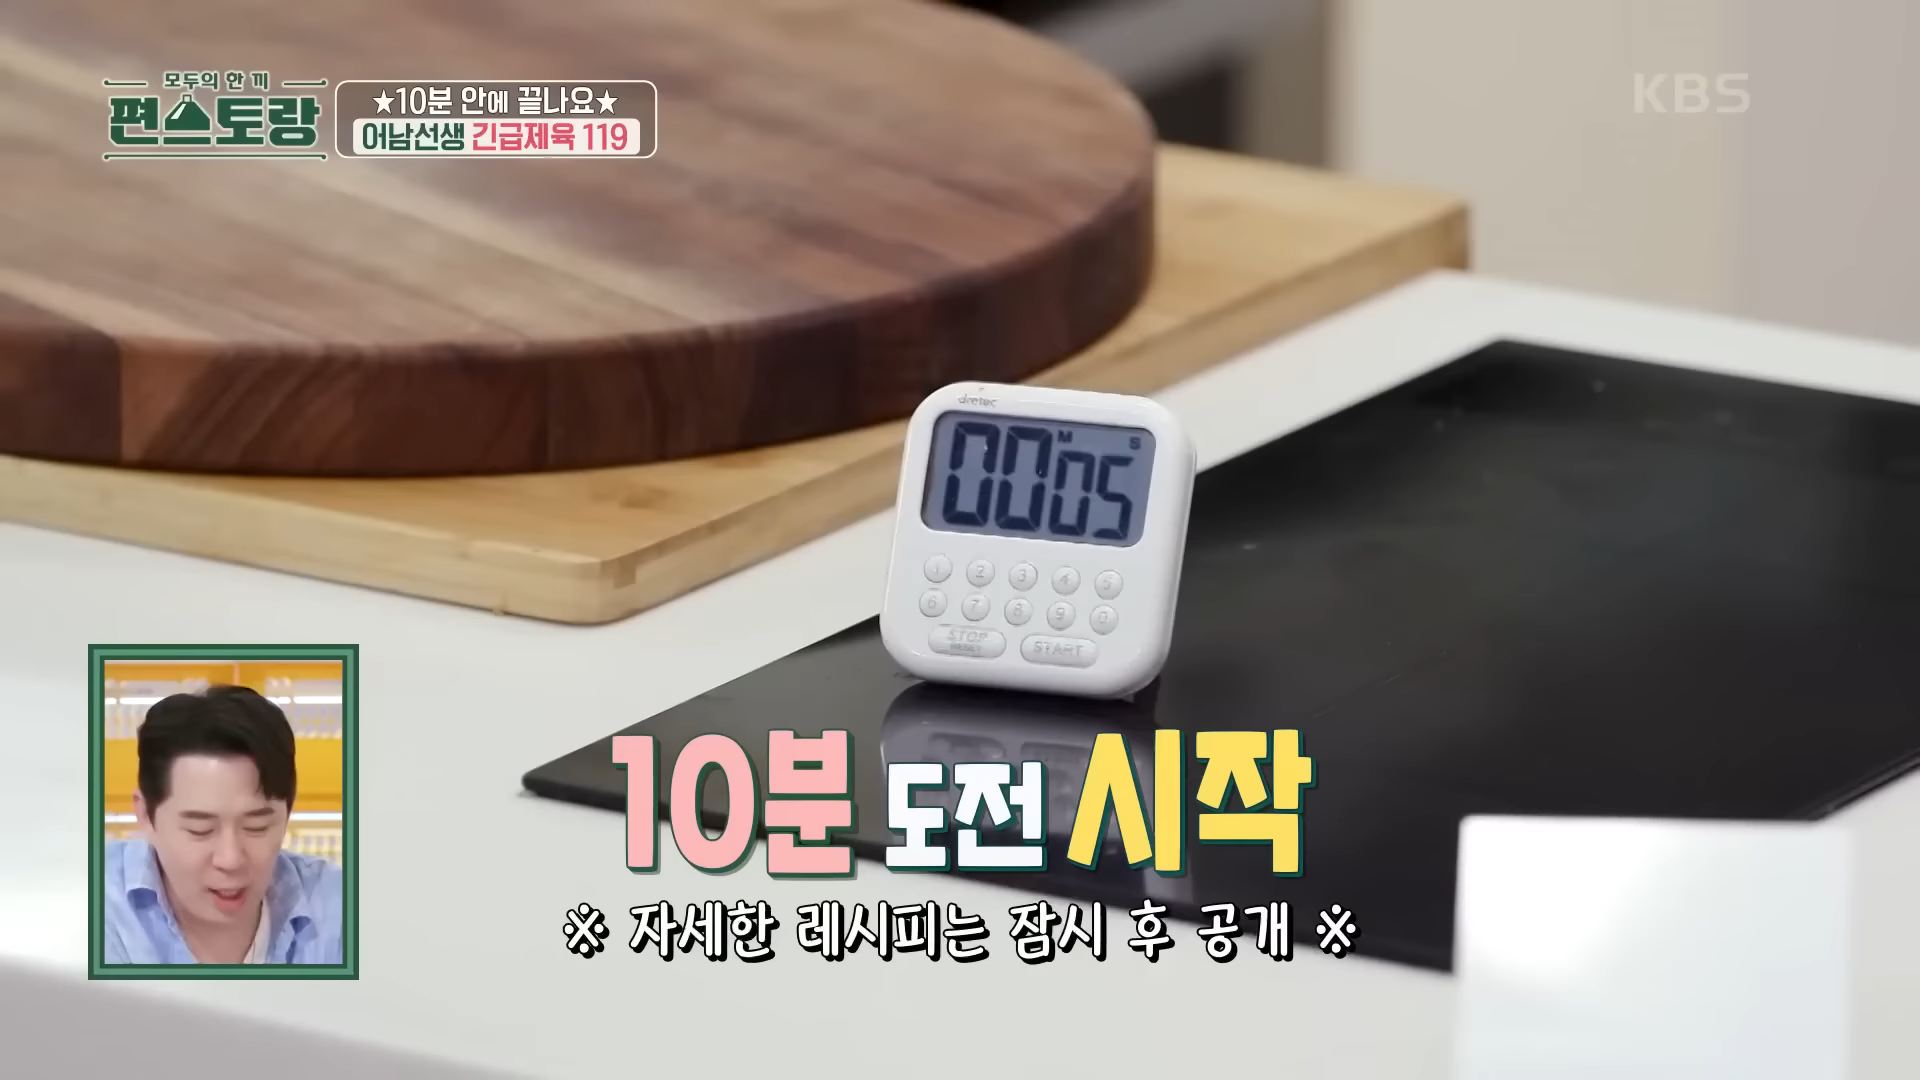 모두의 한 끼
편스토랑
★10분 안에 끝나요★
어남선생 긴급제육 119
KBS
dretec
M S
00 05
1 2 3 4 5
6 7 8 9 0
STOP START
RESET
10분 도전 시작
※ 자세한 레시피는 잠시 후 공개 ※